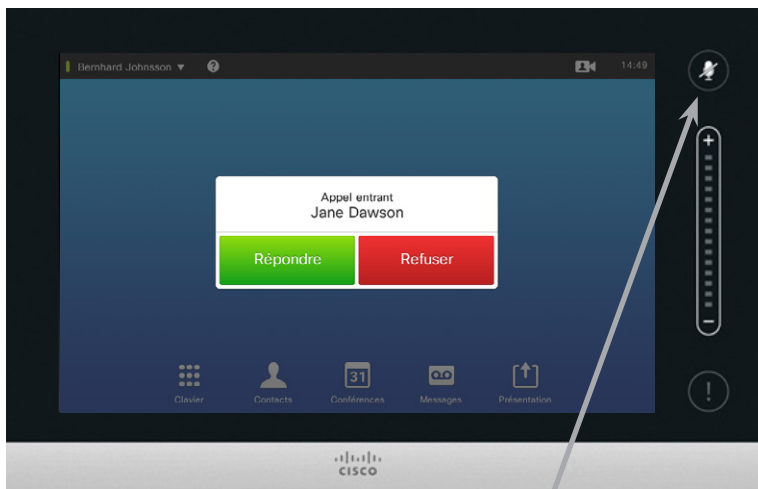 Bernhard Johnsson ▼ ?
14:49
+
Appel entrant
Jane Dawson
Répondre Refuser
−
31
Clavier Contacts Conférences Messages Présentation
!
CISCO